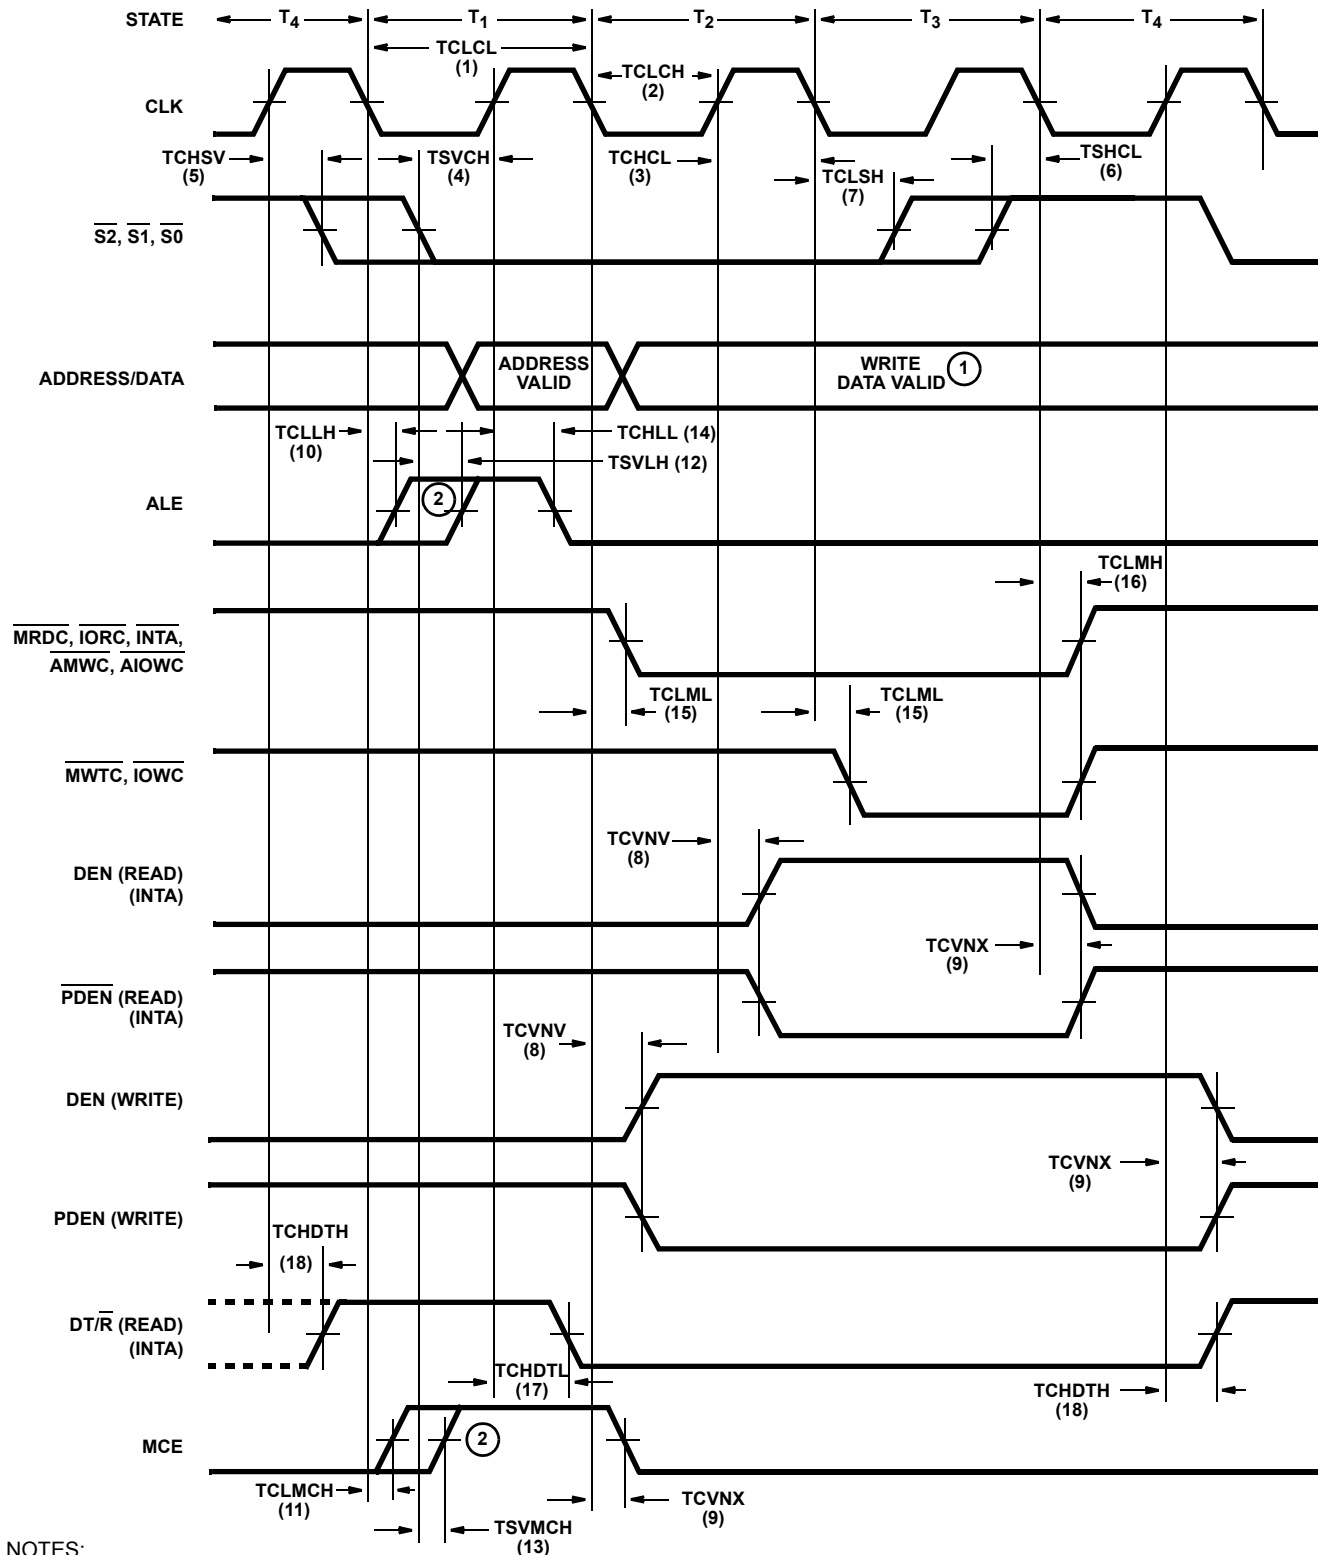 STATE T4 T1 T2 T3 T4
TCLCL
(1)
TCLCH
(2)
CLK
TCHSV
(5)
TSVCH
(4)
TCHCL
(3)
TCLSH
(7)
TSHCL
(6)
S2, S1, S0
ADDRESS/DATA
ADDRESS
VALID
WRITE
DATA VALID
1
TCLLH
(10)
TCHLL (14)
TSVLH (12)
ALE
2
TCLMH
(16)
MRDC, IORC, INTA,
AMWC, AIOWC
TCLML
(15)
TCLML
(15)
MWTC, IOWC
TCVNV
(8)
DEN (READ)
(INTA)
TCVNX
(9)
PDEN (READ)
(INTA)
TCVNV
(8)
DEN (WRITE)
TCVNX
(9)
PDEN (WRITE)
TCHDTH
(18)
DT/R (READ)
(INTA)
TCHDTL
(17)
TCHDTH
(18)
MCE
2
TCLMCH
(11)
TCVNX
(9)
TSVMCH
(13)
NOTES: